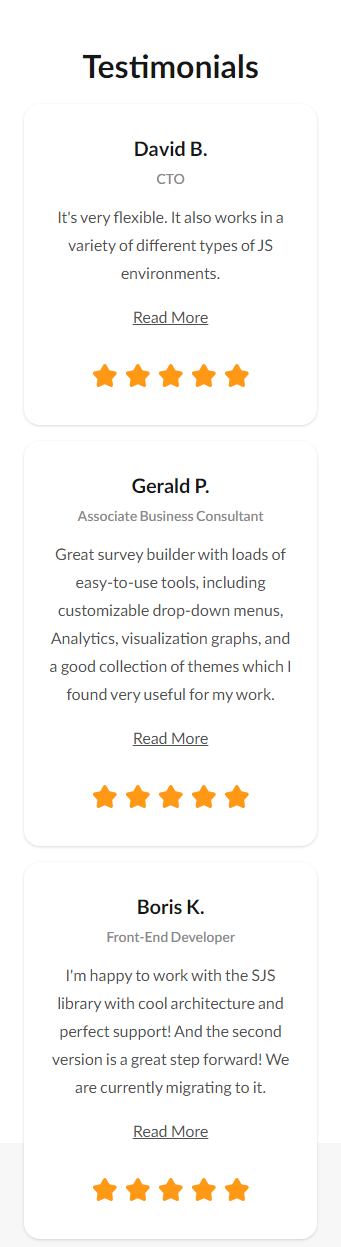 Testimonials
David B.
CTO
It's very flexible. It also works in a
variety of different types of JS
environments.
Read More
Gerald P.
Associate Business Consultant
Great survey builder with loads of
easy-to-use tools, including
customizable drop-down menus,
Analytics, visualization graphs, and
a good collection of themes which I
found very useful for my work.
Read More
Boris K.
Front-End Developer
I'm happy to work with the SJS
library with cool architecture and
perfect support! And the second
version is a great step forward! We
are currently migrating to it.
Read More